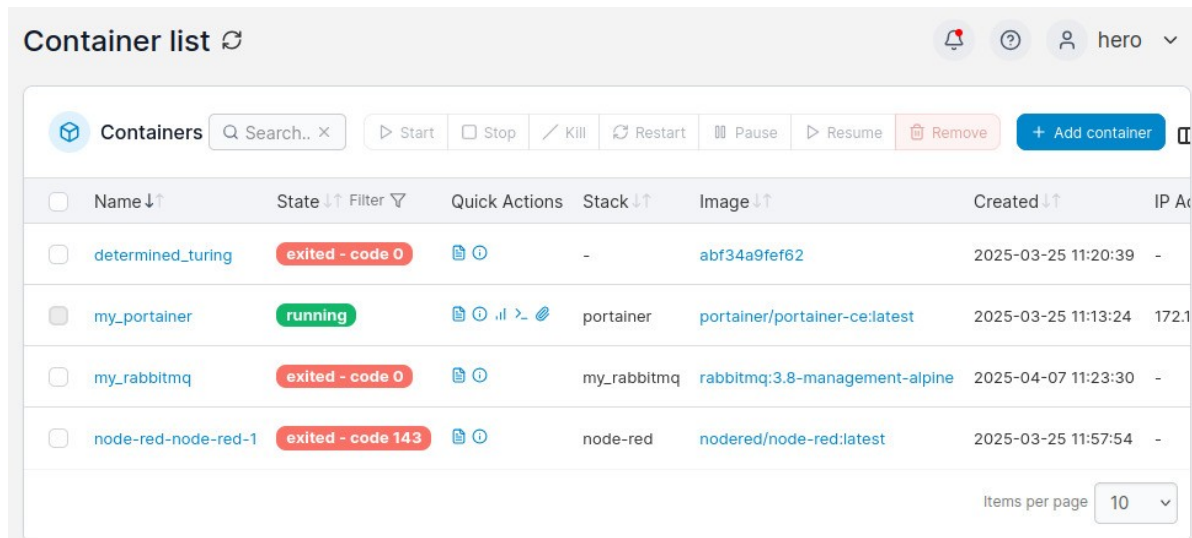 Container list
hero
Containers Search.. × Start Stop Kill Restart Pause Resume Remove + Add container
Name State Filter Quick Actions Stack Image Created IP
determined_turing exited - code 0 - abf34a9fef62 2025-03-25 11:20:39 -
my_portainer running portainer portainer/portainer-ce:latest 2025-03-25 11:13:24 172.1
my_rabbitmq exited - code 0 my_rabbitmq rabbitmq:3.8-management-alpine 2025-04-07 11:23:30 -
node-red-node-red-1 exited - code 143 node-red nodered/node-red:latest 2025-03-25 11:57:54 -
Items per page 10